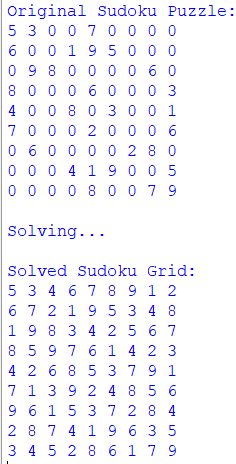 Original Sudoku Puzzle:
5 3 0 0 7 0 0 0 0
6 0 0 1 9 5 0 0 0
0 9 8 0 0 0 0 6 0
8 0 0 0 6 0 0 0 3
4 0 0 8 0 3 0 0 1
7 0 0 0 2 0 0 0 6
0 6 0 0 0 0 2 8 0
0 0 0 4 1 9 0 0 5
0 0 0 0 8 0 0 7 9
Solving...
Solved Sudoku Grid:
5 3 4 6 7 8 9 1 2
6 7 2 1 9 5 3 4 8
1 9 8 3 4 2 5 6 7
8 5 9 7 6 1 4 2 3
4 2 6 8 5 3 7 9 1
7 1 3 9 2 4 8 5 6
9 6 1 5 3 7 2 8 4
2 8 7 4 1 9 6 3 5
3 4 5 2 8 6 1 7 9